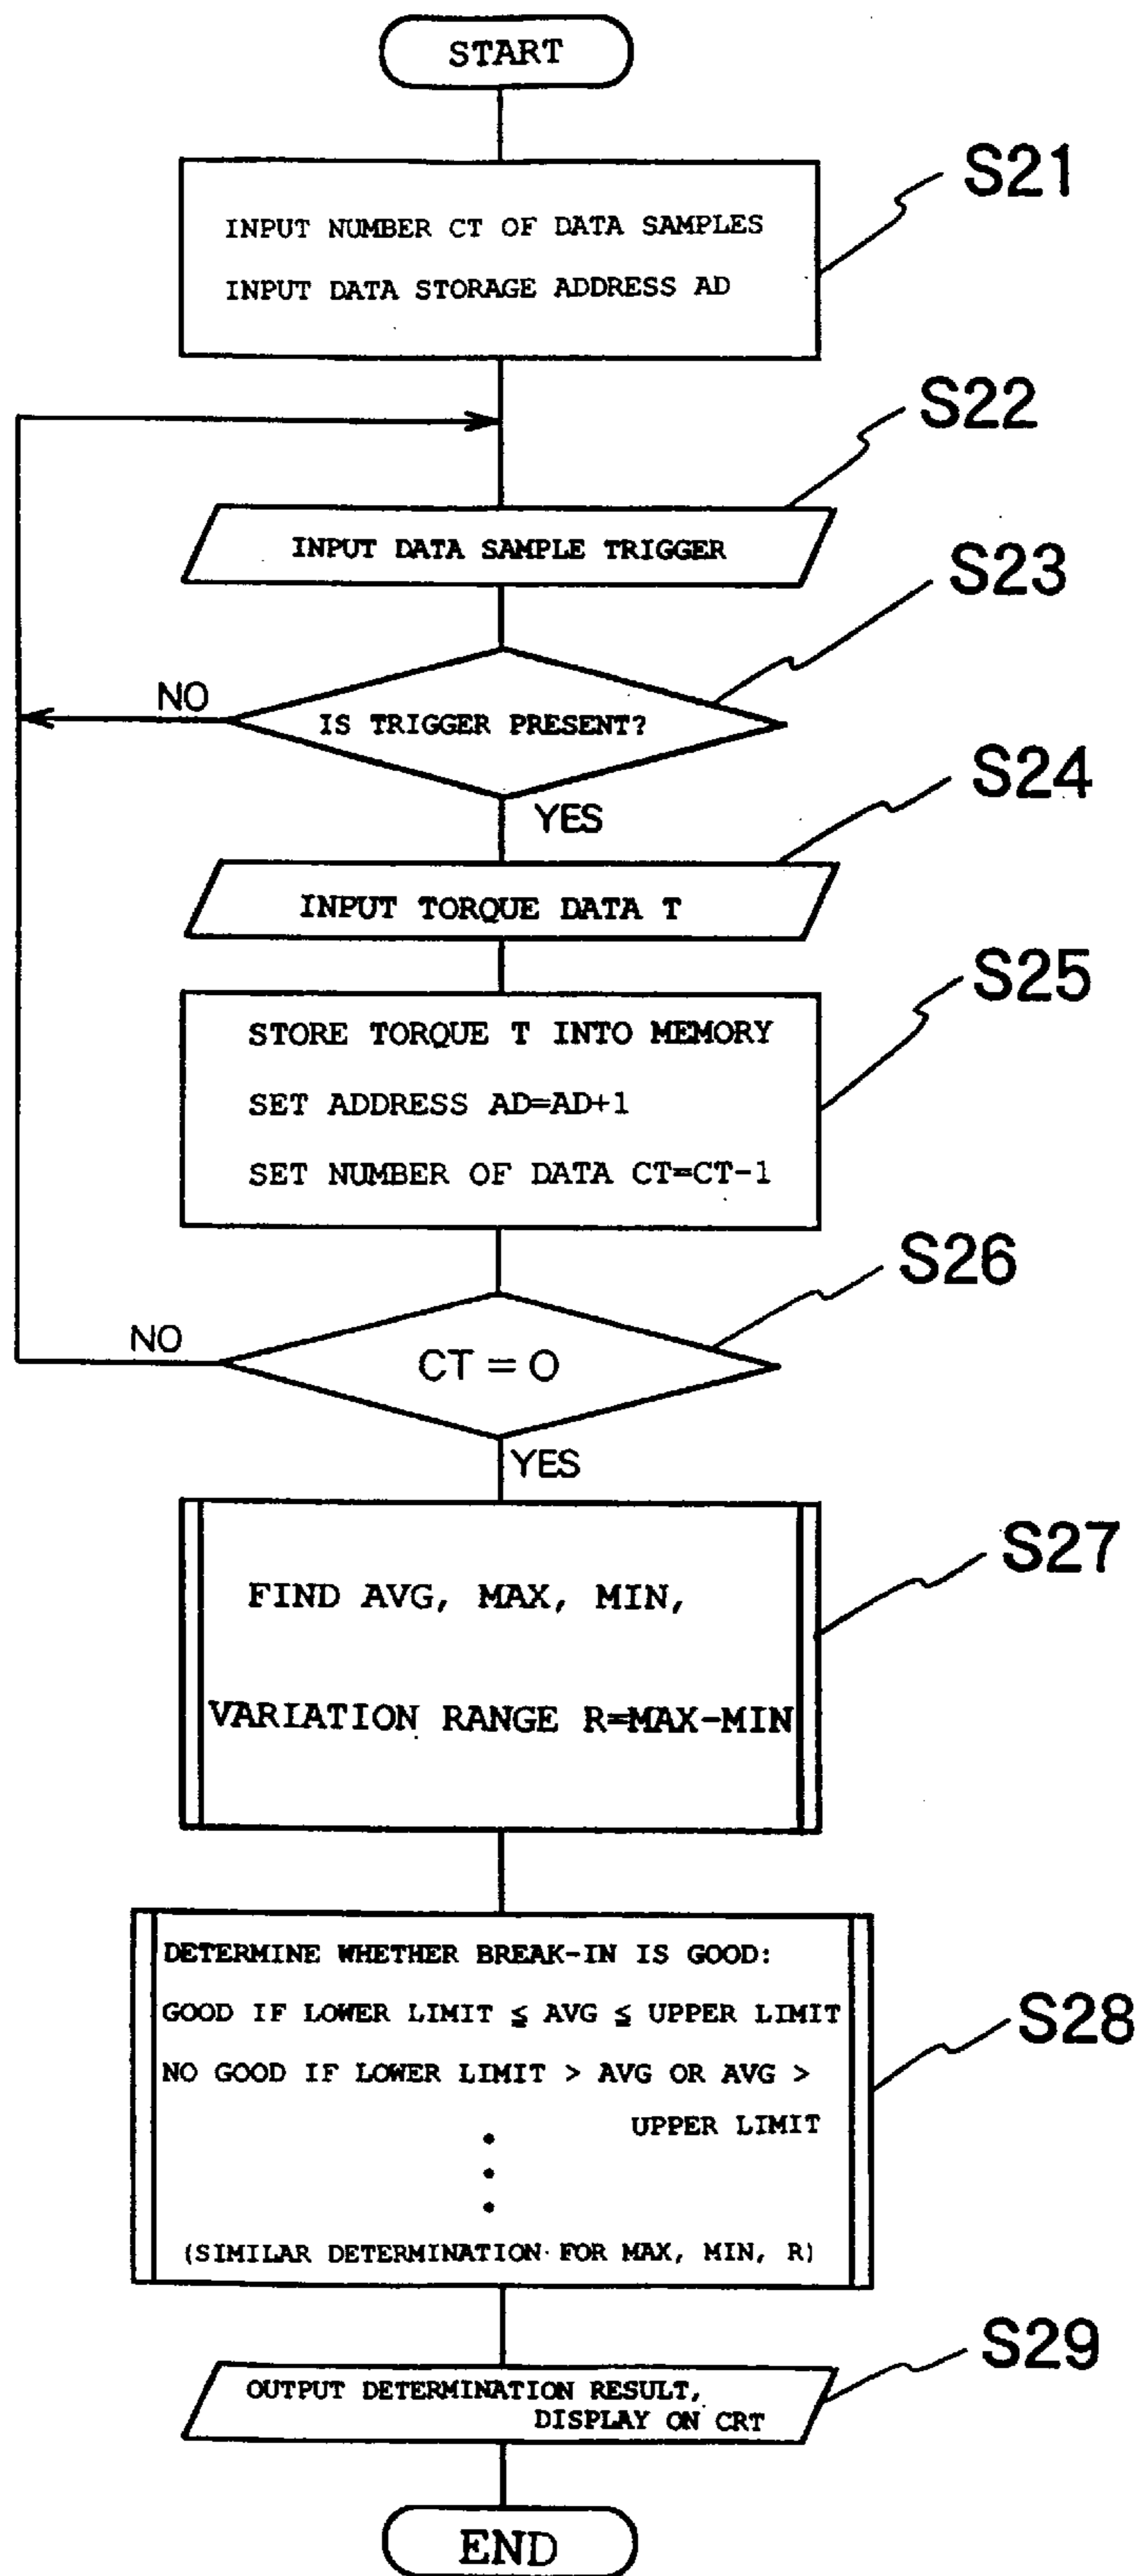 START
S21
INPUT NUMBER CT OF DATA SAMPLES
INPUT DATA STORAGE ADDRESS AD
S22
INPUT DATA SAMPLE TRIGGER
S23
NO
IS TRIGGER PRESENT?
YES
S24
INPUT TORQUE DATA T
S25
STORE TORQUE T INTO MEMORY
SET ADDRESS AD=AD+1
SET NUMBER OF DATA CT=CT-1
S26
NO
CT = 0
YES
S27
FIND AVG, MAX, MIN,
VARIATION RANGE R=MAX-MIN
DETERMINE WHETHER BREAK-IN IS GOOD:
GOOD IF LOWER LIMIT ≦ AVG ≦ UPPER LIMIT
S28
NO GOOD IF LOWER LIMIT > AVG OR AVG >
UPPER LIMIT
(SIMILAR DETERMINATION FOR MAX, MIN, R)
S29
OUTPUT DETERMINATION RESULT,
DISPLAY ON CRT
END